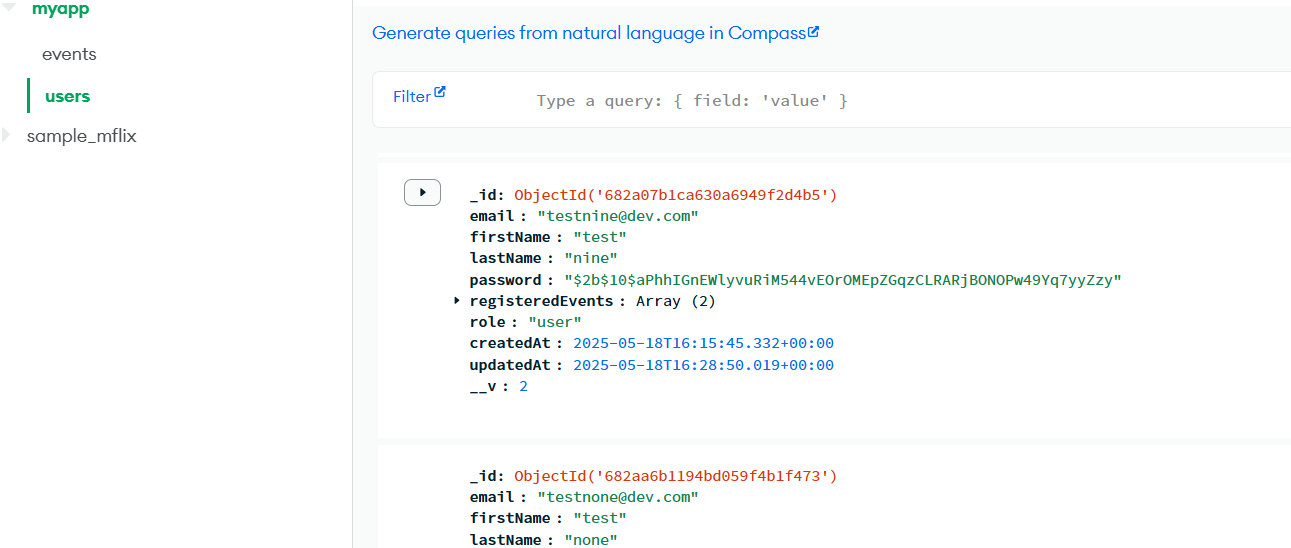 myapp
events
users
sample_mflix
Generate queries from natural language in Compass
Filter
Type a query: { field: 'value' }
_id: ObjectId('682a07b1ca630a6949f2d4b5')
email : "testnine@dev.com"
firstName : "test"
lastName : "nine"
password : "$2b$10$aPhhIGnEWlyvuRiM544vEOrOMEpZGqzCLRARjBONOPw49Yq7yyZzy"
registeredEvents : Array (2)
role : "user"
createdAt : 2025-05-18T16:15:45.332+00:00
updatedAt : 2025-05-18T16:28:50.019+00:00
__v : 2
_id: ObjectId('682aa6b1194bd059f4b1f473')
email : "testnone@dev.com"
firstName : "test"
lastName : "none"